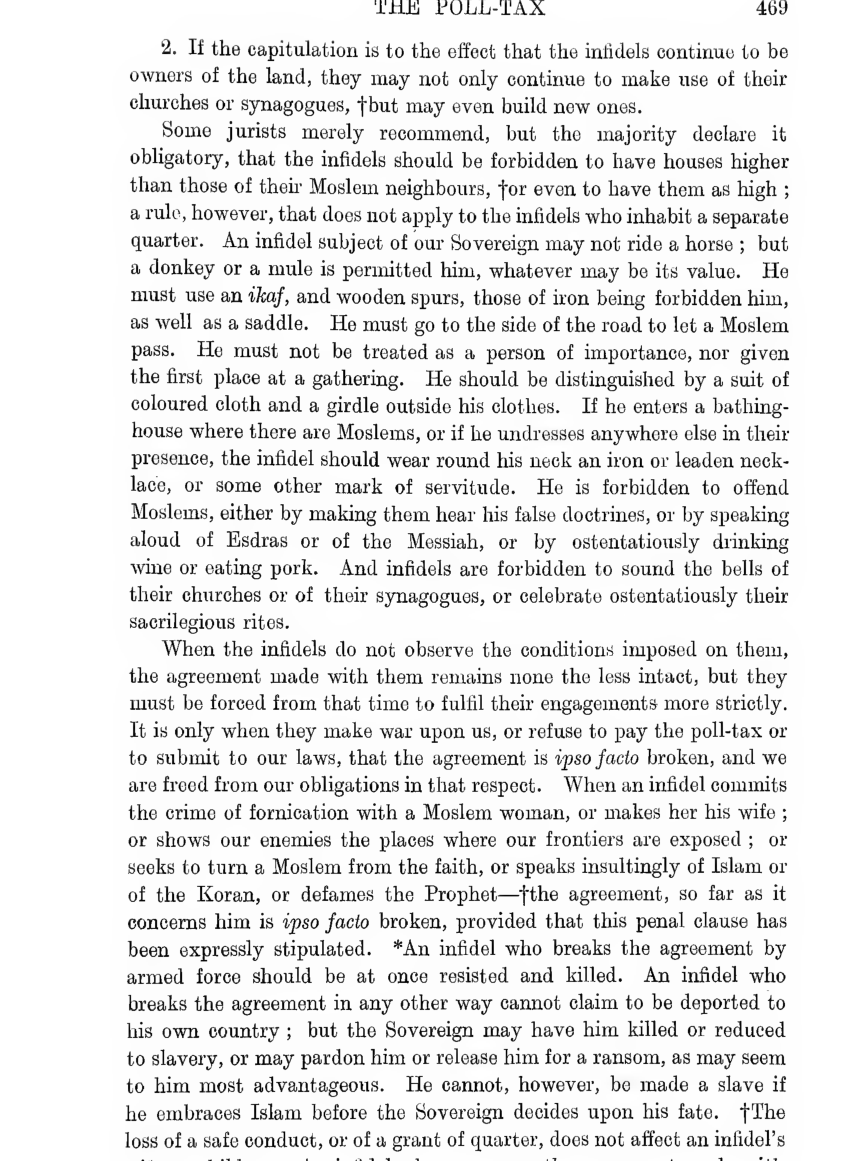 THE POLL-TAX 469
2. If the capitulation is to the effect that the infidels continue to be
owners of the land, they may not only continue to make use of their
churches or synagogues, †but may even build new ones.
Some jurists merely recommend, but the majority declare it
obligatory, that the infidels should be forbidden to have houses higher
than those of their Moslem neighbours, †or even to have them as high ;
a rule, however, that does not apply to the infidels who inhabit a separate
quarter. An infidel subject of our Sovereign may not ride a horse ; but
a donkey or a mule is permitted him, whatever may be its value. He
must use an ikaf, and wooden spurs, those of iron being forbidden him,
as well as a saddle. He must go to the side of the road to let a Moslem
pass. He must not be treated as a person of importance, nor given
the first place at a gathering. He should be distinguished by a suit of
coloured cloth and a girdle outside his clothes. If he enters a bathing-
house where there are Moslems, or if he undresses anywhere else in their
presence, the infidel should wear round his neck an iron or leaden neck-
lace, or some other mark of servitude. He is forbidden to offend
Moslems, either by making them hear his false doctrines, or by speaking
aloud of Esdras or of the Messiah, or by ostentatiously drinking
wine or eating pork. And infidels are forbidden to sound the bells of
their churches or of their synagogues, or celebrate ostentatiously their
sacrilegious rites.
When the infidels do not observe the conditions imposed on them,
the agreement made with them remains none the less intact, but they
must be forced from that time to fulfil their engagements more strictly.
It is only when they make war upon us, or refuse to pay the poll-tax or
to submit to our laws, that the agreement is ipso facto broken, and we
are freed from our obligations in that respect. When an infidel commits
the crime of fornication with a Moslem woman, or makes her his wife ;
or shows our enemies the places where our frontiers are exposed ; or
seeks to turn a Moslem from the faith, or speaks insultingly of Islam or
of the Koran, or defames the Prophet—†the agreement, so far as it
concerns him is ipso facto broken, provided that this penal clause has
been expressly stipulated. *An infidel who breaks the agreement by
armed force should be at once resisted and killed. An infidel who
breaks the agreement in any other way cannot claim to be deported to
his own country ; but the Sovereign may have him killed or reduced
to slavery, or may pardon him or release him for a ransom, as may seem
to him most advantageous. He cannot, however, be made a slave if
he embraces Islam before the Sovereign decides upon his fate. †The
loss of a safe conduct, or of a grant of quarter, does not affect an infidel's